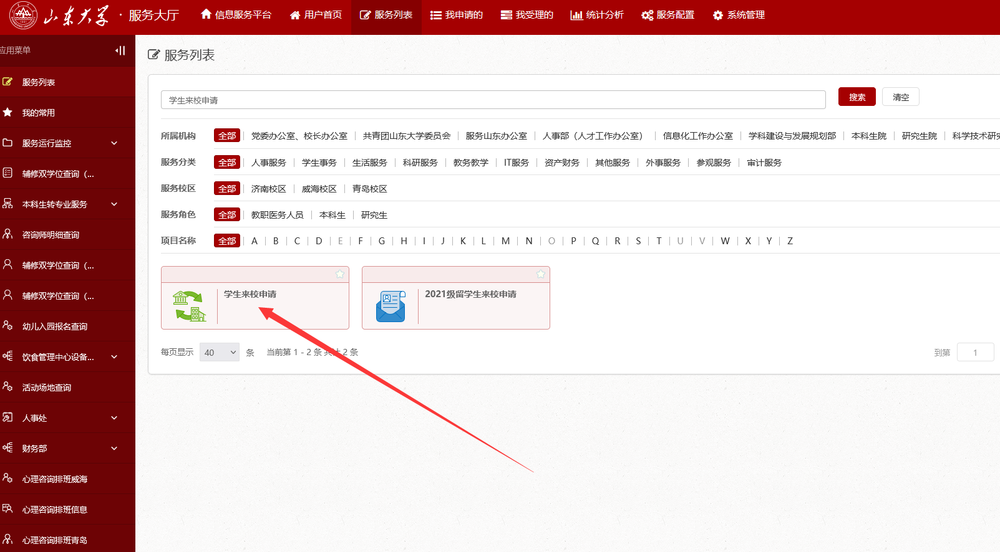 山东大学 · 服务大厅 信息服务平台 用户首页 服务列表 我申请的 我受理的 统计分析 服务配置 系统管理
应用菜单
服务列表
我的常用
服务运行监控
辅修双学位查询（...
本科生转专业服务
咨询师明细查询
辅修双学位查询（...
辅修双学位查询（...
幼儿入园报名查询
饮食管理中心设备...
活动场地查询
人事处
财务部
心理咨询排班威海
心理咨询排班信息
心理咨询排班青岛
服务列表
学生来校申请 搜索 清空
所属机构 全部 党委办公室、校长办公室 共青团山东大学委员会 服务山东办公室 人事部（人才工作办公室） 信息化工作办公室 学科建设与发展规划部 本科生院 研究生院 科学技术研究
服务分类 全部 人事服务 学生事务 生活服务 科研服务 教务教学 IT服务 资产财务 其他服务 外事服务 参观服务 审计服务
服务校区 全部 济南校区 威海校区 青岛校区
服务角色 全部 教职医务人员 本科生 研究生
项目名称 全部 A B C D E F G H I J K L M N O P Q R S T U V W X Y Z
学生来校申请 2021级留学生来校申请
每页显示 40 条 当前第 1 - 2 条 共计 2 条 到第 1